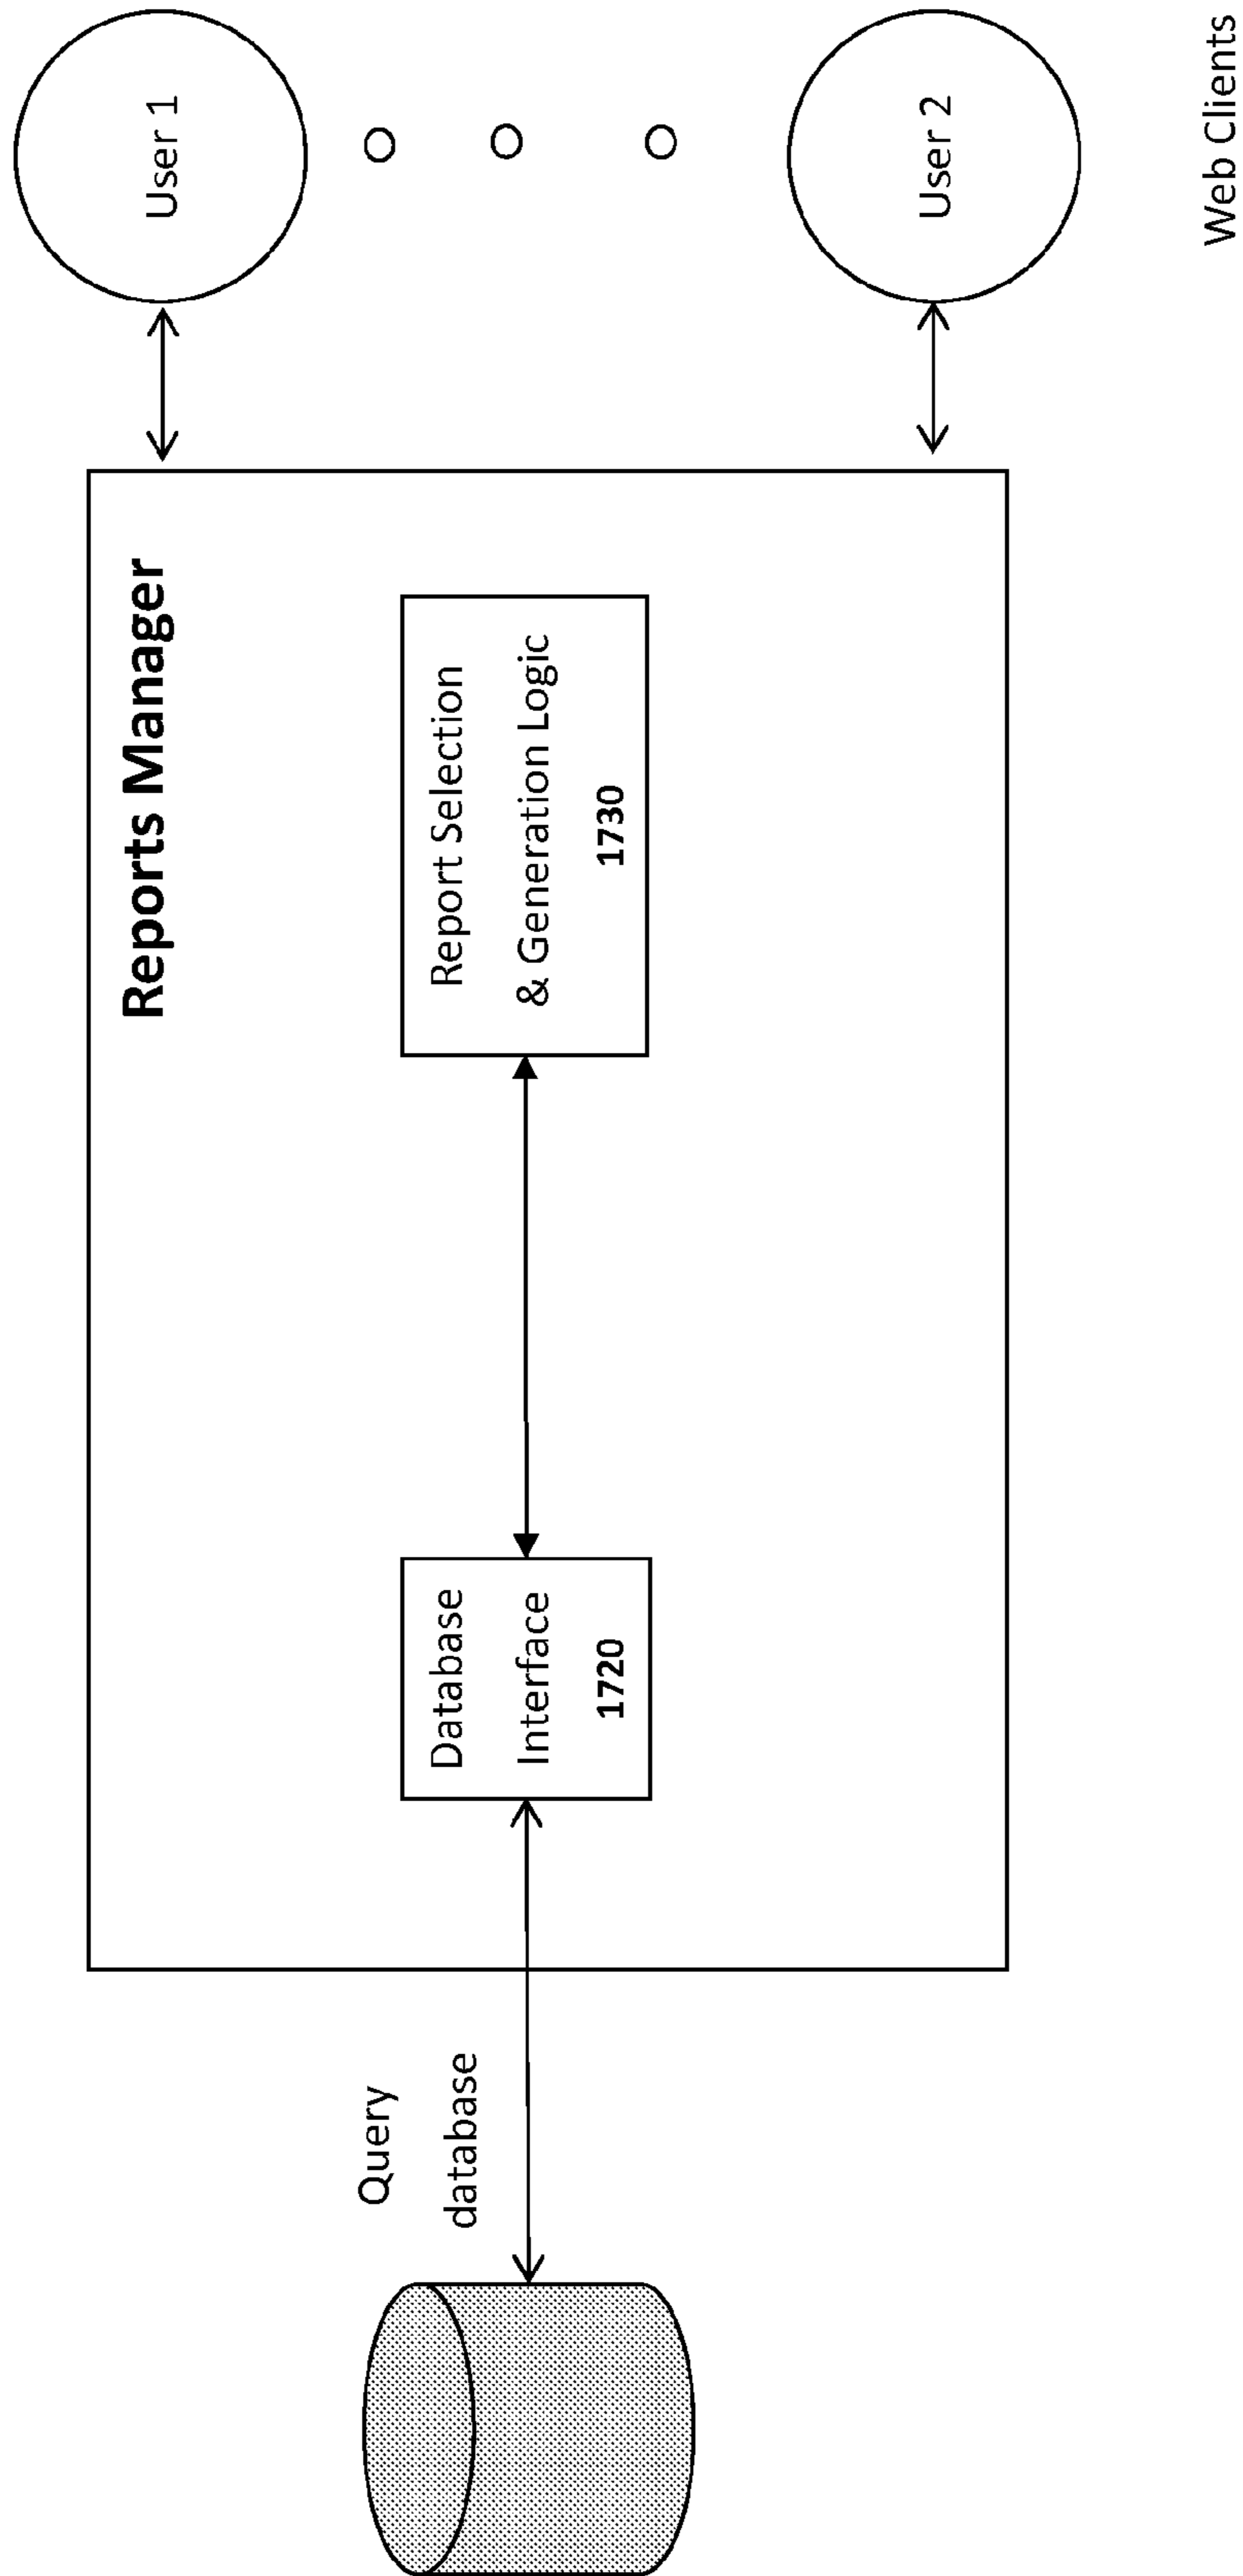 Reports Manager
Query
database
Database
Interface
1720
Report Selection
& Generation Logic
1730
User 1
User 2
Web Clients